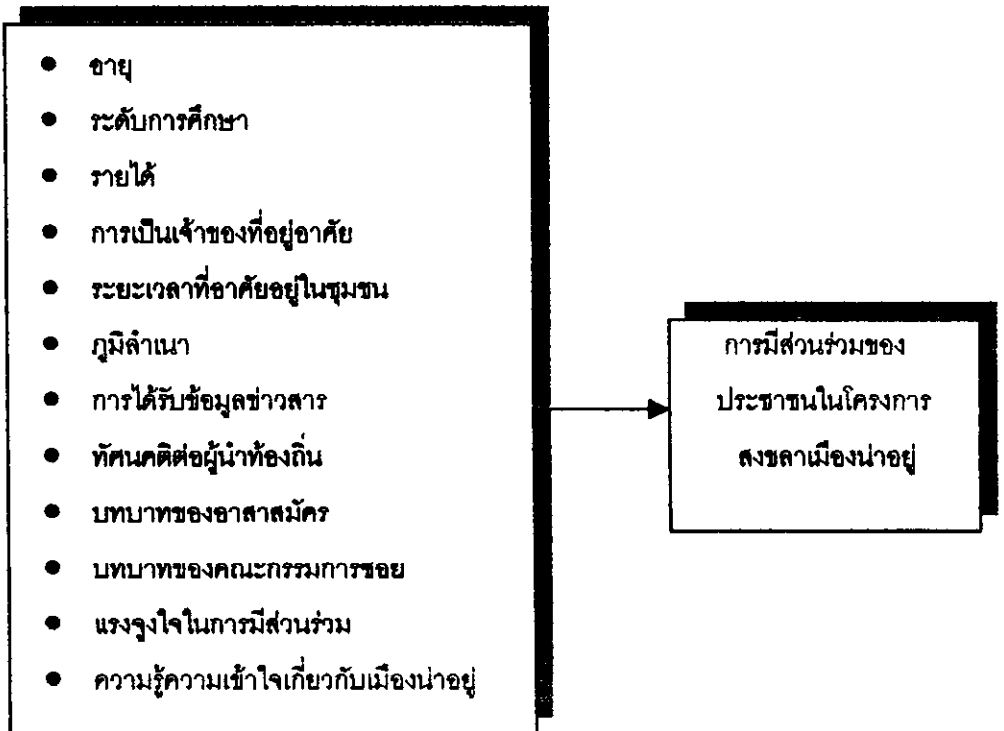 ● อายุ
● ระดับการศึกษา
● รายได้
● การเป็นเจ้าของที่อยู่อาศัย
● ระยะเวลาที่อาศัยอยู่ในชุมชน
● ภูมิลำเนา
● การได้รับข้อมูลข่าวสาร
● ทัศนคติต่อผู้นำท้องถิ่น
● บทบาทของอาสาสมัคร
● บทบาทของคณะกรรมการซอย
● แรงจูงใจในการมีส่วนร่วม
● ความรู้ความเข้าใจเกี่ยวกับเมืองน่าอยู่
การมีส่วนร่วมของ
ประชาชนในโครงการ
สงขลาเมืองน่าอยู่